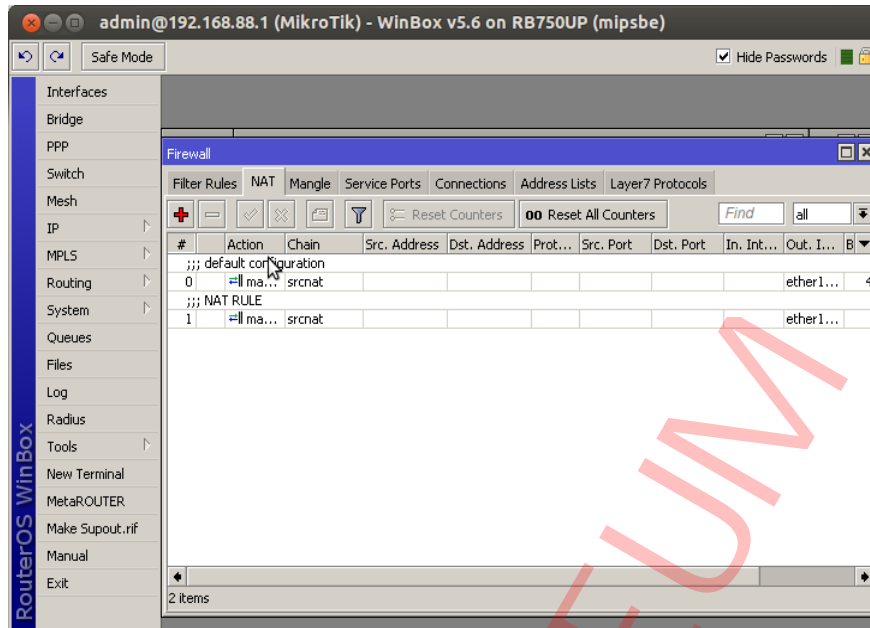 admin@192.168.88.1 (MikroTik) - WinBox v5.6 on RB750UP (mipsbe)
Safe Mode
Hide Passwords
Interfaces
Bridge
PPP
Switch
Mesh
IP
MPLS
Routing
System
Queues
Files
Log
Radius
Tools
New Terminal
MetaROUTER
Make Supout.rif
Manual
Exit
RouterOS WinBox
Firewall
Filter Rules NAT Mangle Service Ports Connections Address Lists Layer7 Protocols
Reset Counters 00 Reset All Counters Find all
# Action Chain Src. Address Dst. Address Prot... Src. Port Dst. Port In. Int... Out. I... B
;;; default configuration
0 ma... srcnat ether1... 4
;;; NAT RULE
1 ma... srcnat ether1...
2 items
EUM